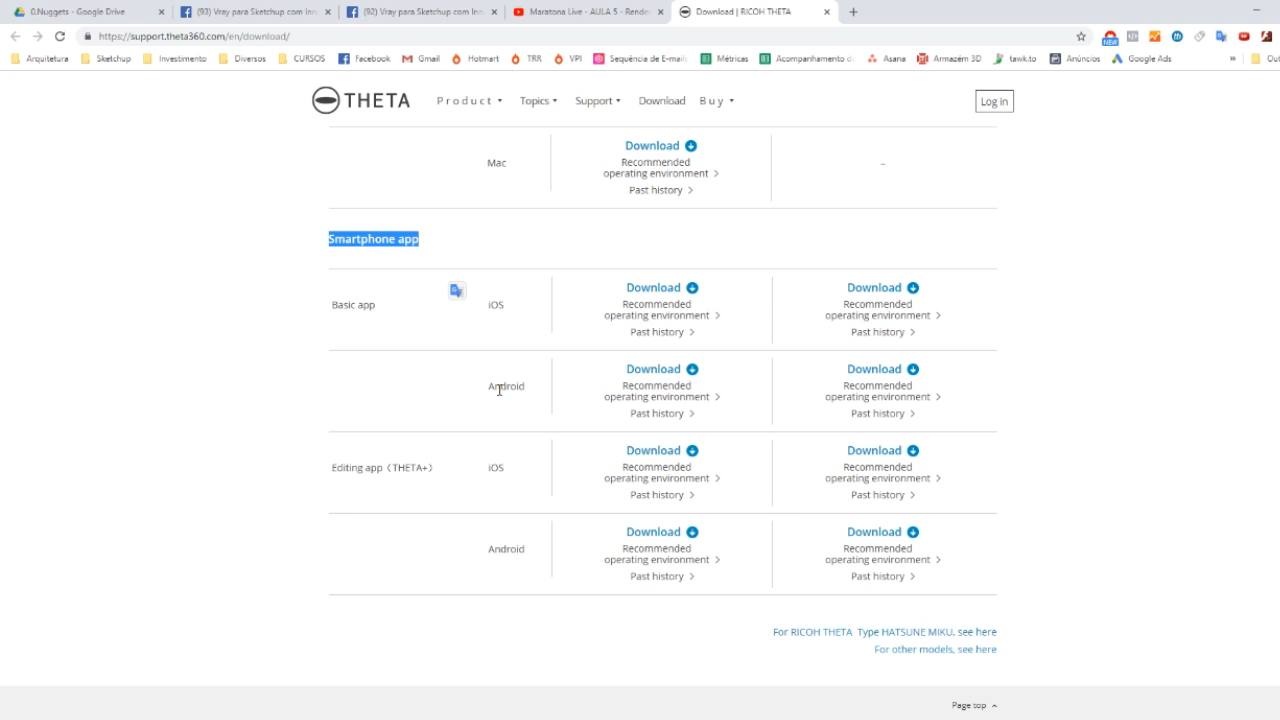 0.Nuggets - Google Drive
(93) Vray para Sketchup com Inn
(92) Vray para Sketchup com Inn
Maratona Live - AULA 5 - Rende
Download | RICOH THETA
https://support.theta360.com/en/download/
Arquitetura
Sketchup
Investimento
Diversos
CURSOS
Facebook
Gmail
Hotmart
TRR
VPI
Sequência de E-mail
Métricas
Acompanhamento d
Asana
Armazém 3D
tawk.to
Anúncios
Google Ads
»
Out
NEW
THETA
Product
Topics
Support
Download
Buy
Log in
Mac
Download
Recommended
operating environment
Past history
–
Smartphone app
Basic app
iOS
Download
Recommended
operating environment
Past history
Download
Recommended
operating environment
Past history
Android
Download
Recommended
operating environment
Past history
Download
Recommended
operating environment
Past history
Editing app（THETA+）
iOS
Download
Recommended
operating environment
Past history
Download
Recommended
operating environment
Past history
Android
Download
Recommended
operating environment
Past history
Download
Recommended
operating environment
Past history
For RICOH THETA Type HATSUNE MIKU, see here
For other models, see here
Page top